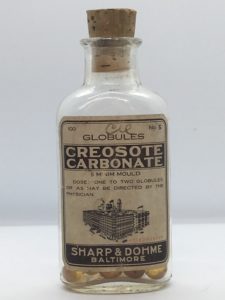 100 No 5
GLOBULES
CREOSOTE
CARBONATE
5 MINIM MOULD
DOSE: ONE TO TWO GLOBULES
OR AS MAY BE DIRECTED BY THE
PHYSICIAN.
SHARP & DOHME
BALTIMORE